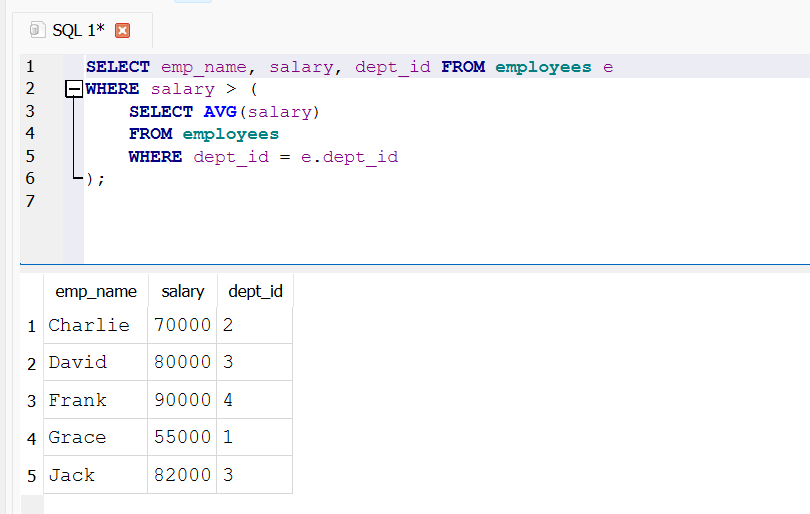 SQL 1*
1 SELECT emp_name, salary, dept_id FROM employees e
2 WHERE salary > (
3 SELECT AVG(salary)
4 FROM employees
5 WHERE dept_id = e.dept_id
6 );
7
emp_name salary dept_id
1 Charlie 70000 2
2 David 80000 3
3 Frank 90000 4
4 Grace 55000 1
5 Jack 82000 3